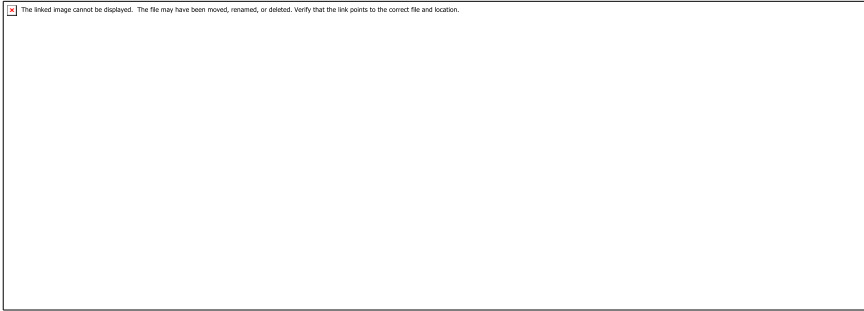 The linked image cannot be displayed.  The file may have been moved, renamed, or deleted. Verify that the link points to the correct file and location.